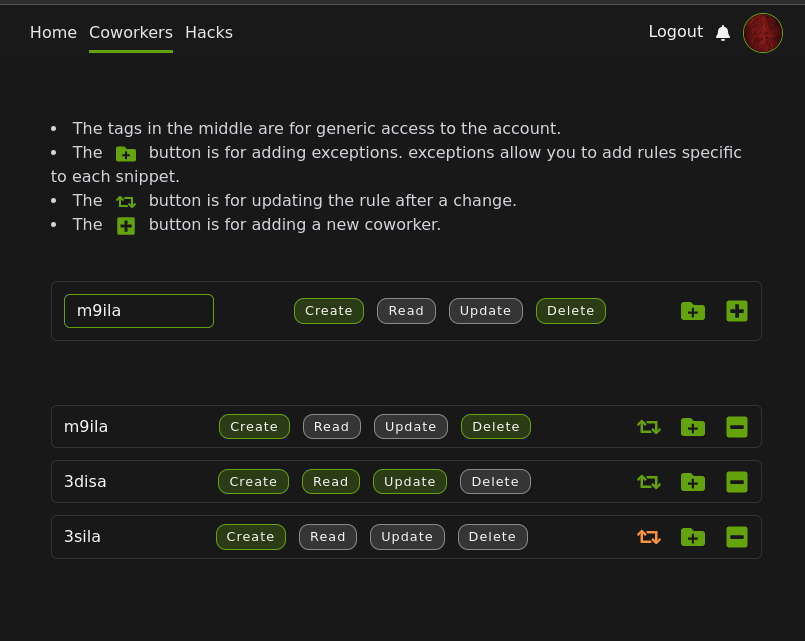 Home Coworkers Hacks Logout
• The tags in the middle are for generic access to the account.
• The button is for adding exceptions. exceptions allow you to add rules specific
to each snippet.
• The button is for updating the rule after a change.
• The button is for adding a new coworker.
m9ila Create Read Update Delete
m9ila Create Read Update Delete
3disa Create Read Update Delete
3sila Create Read Update Delete